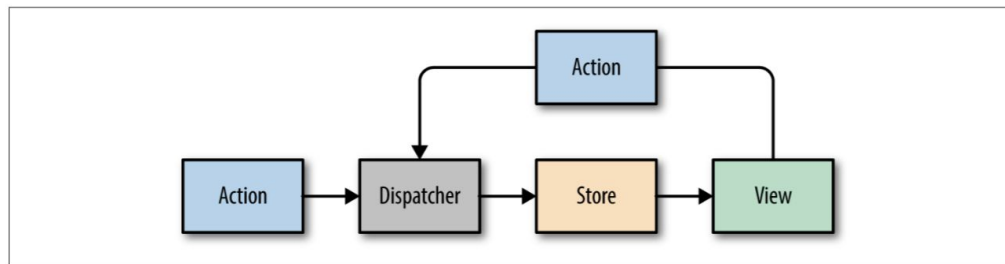 Action
Action
Dispatcher
Store
View